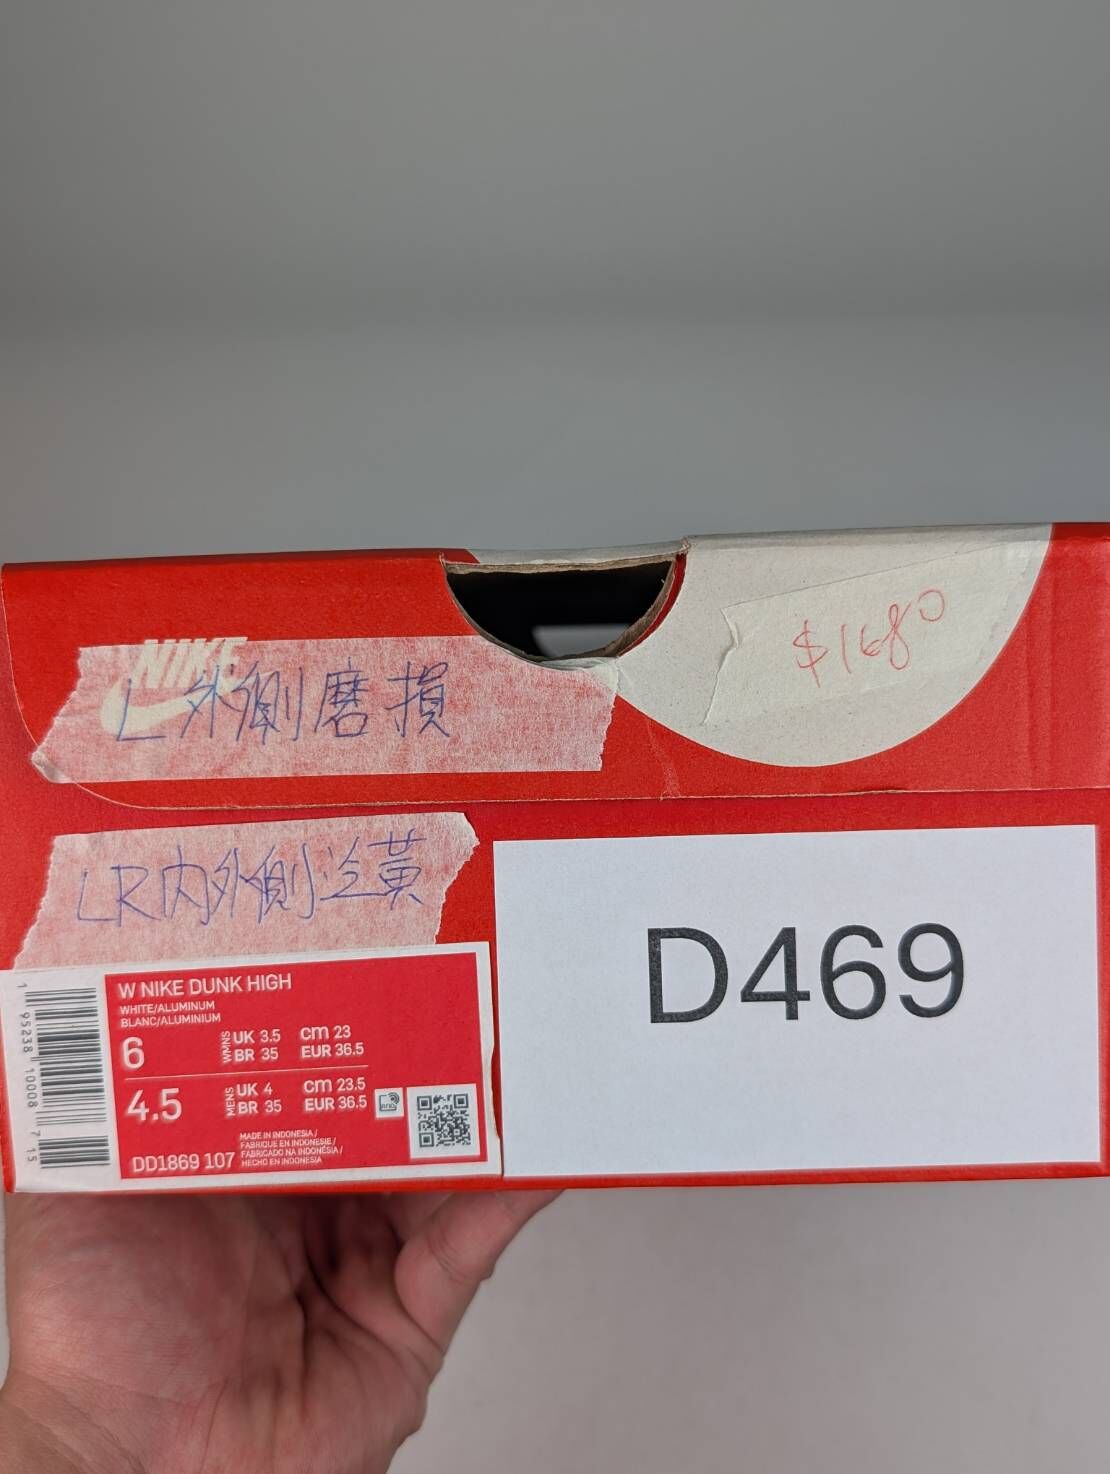 NIKE
$1680
L外側磨損
LR內外側泛黃
D469
W NIKE DUNK HIGH
WHITE/ALUMINUM
BLANC/ALUMINIUM
6 WMNS UK 3.5 cm 23
BR 35 EUR 36.5
4.5 MENS UK 4 cm 23.5
BR 35 EUR 36.5
MADE IN INDONESIA /
FABRIQUE EN INDONESIE /
FABRICADO NA INDONÉSIA /
HECHO EN INDONESIA
DD1869 107
1 95238 10008 7 15